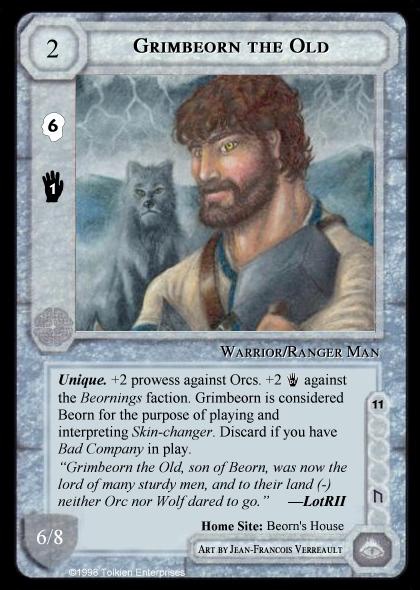 2
GRIMBEORN THE OLD
6
1
WARRIOR/RANGER MAN
Unique. +2 prowess against Orcs. +2 against
the Beornings faction. Grimbeorn is considered
Beorn for the purpose of playing and
interpreting Skin-changer. Discard if you have
Bad Company in play.
“Grimbeorn the Old, son of Beorn, was now the
lord of many sturdy men, and to their land (-)
neither Orc nor Wolf dared to go.” —LotRII
11
Home Site: Beorn's House
6/8
ART BY JEAN-FRANCOIS VERREAULT
©1998 Tolkien Enterprises